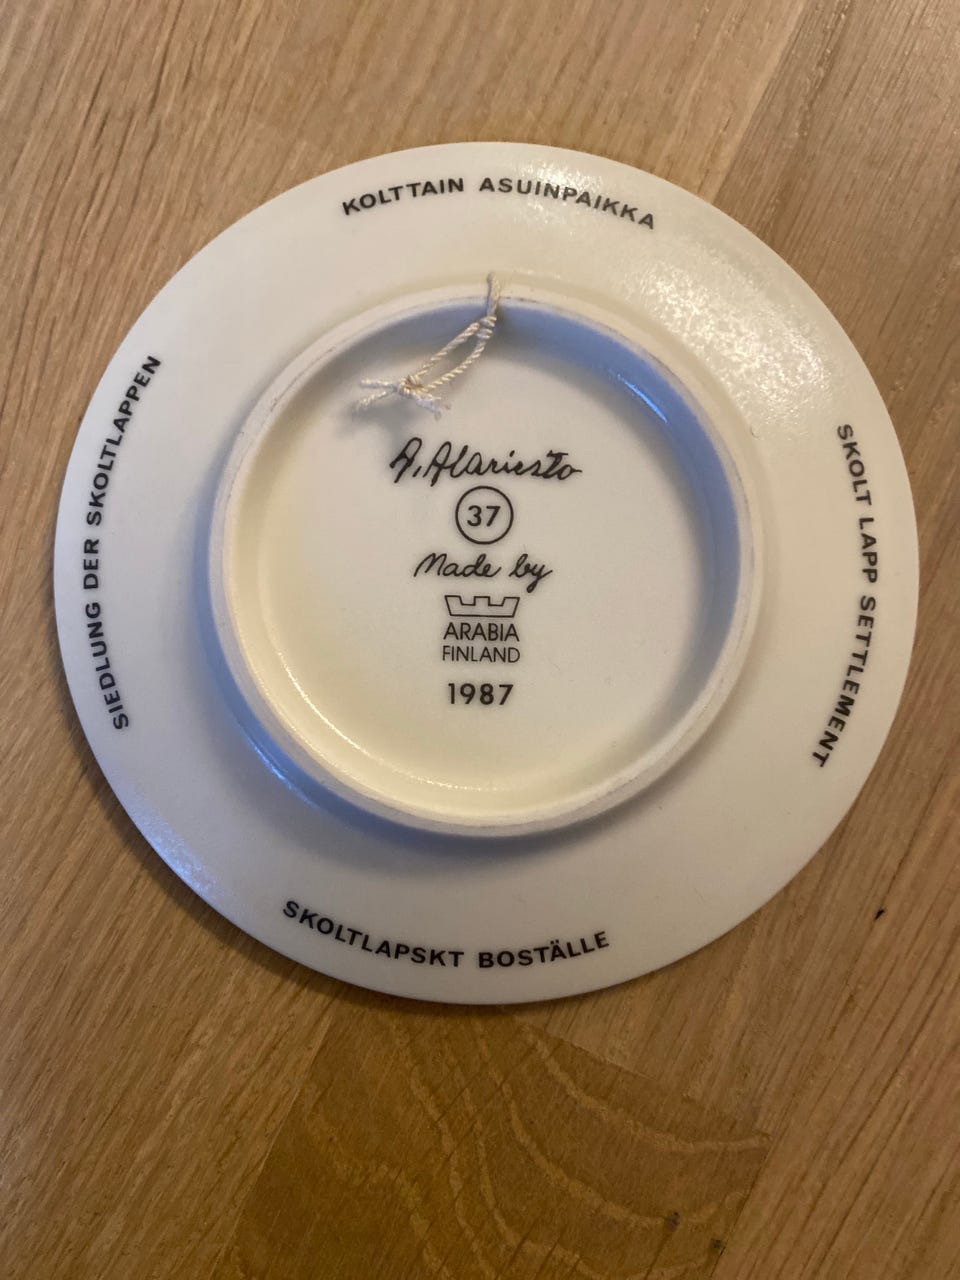 KOLTTAIN ASUINPAIKKA
SKOLT LAPP SETTLEMENT
SKOLTLAPSKT BOSTÄLLE
SIEDLUNG DER SKOLTLAPPEN
A. Alariesto
37
Made by
ARABIA
FINLAND
1987